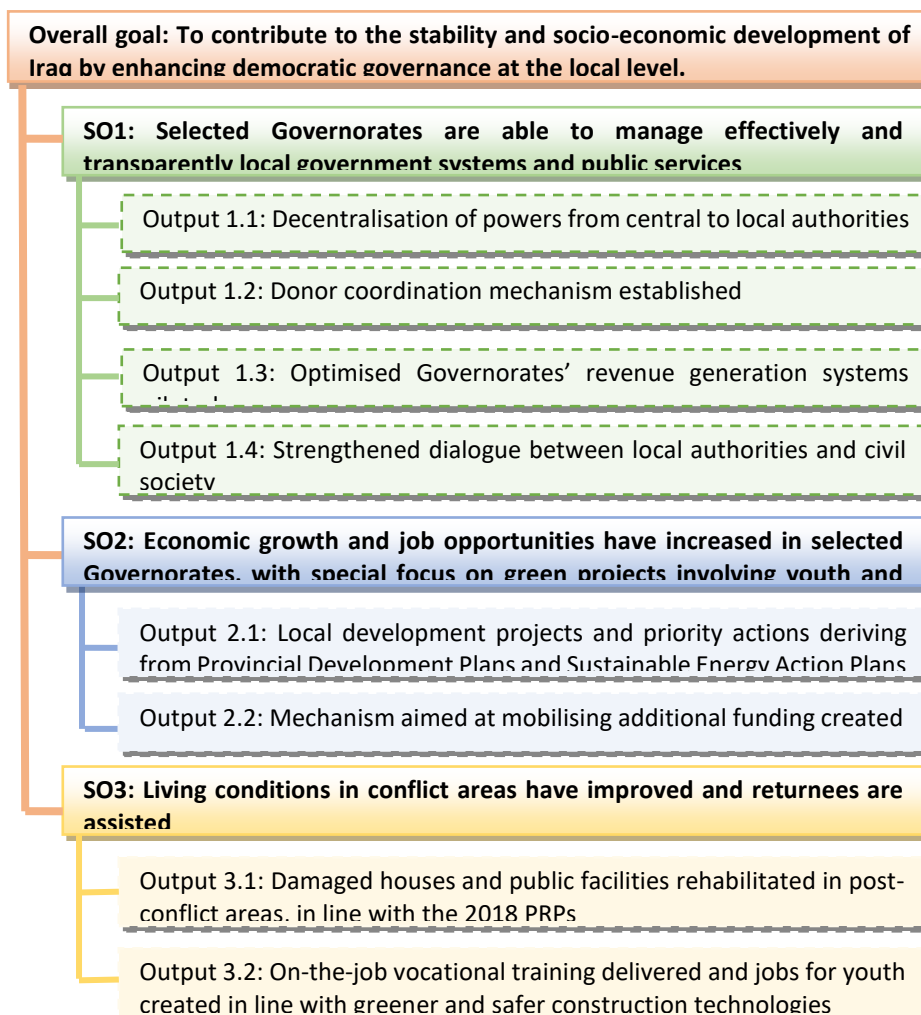 Overall goal: To contribute to the stability and socio-economic development of
Iraq by enhancing democratic governance at the local level.
SO1: Selected Governorates are able to manage effectively and
transparently local government systems and public services
Output 1.1: Decentralisation of powers from central to local authorities
Output 1.2: Donor coordination mechanism established
Output 1.3: Optimised Governorates’ revenue generation systems
Output 1.4: Strengthened dialogue between local authorities and civil
society
SO2: Economic growth and job opportunities have increased in selected
Governorates, with special focus on green projects involving youth and
Output 2.1: Local development projects and priority actions deriving
from Provincial Development Plans and Sustainable Energy Action Plans
Output 2.2: Mechanism aimed at mobilising additional funding created
SO3: Living conditions in conflict areas have improved and returnees are
assisted
Output 3.1: Damaged houses and public facilities rehabilitated in post-
conflict areas, in line with the 2018 PRPs
Output 3.2: On-the-job vocational training delivered and jobs for youth
created in line with greener and safer construction technologies